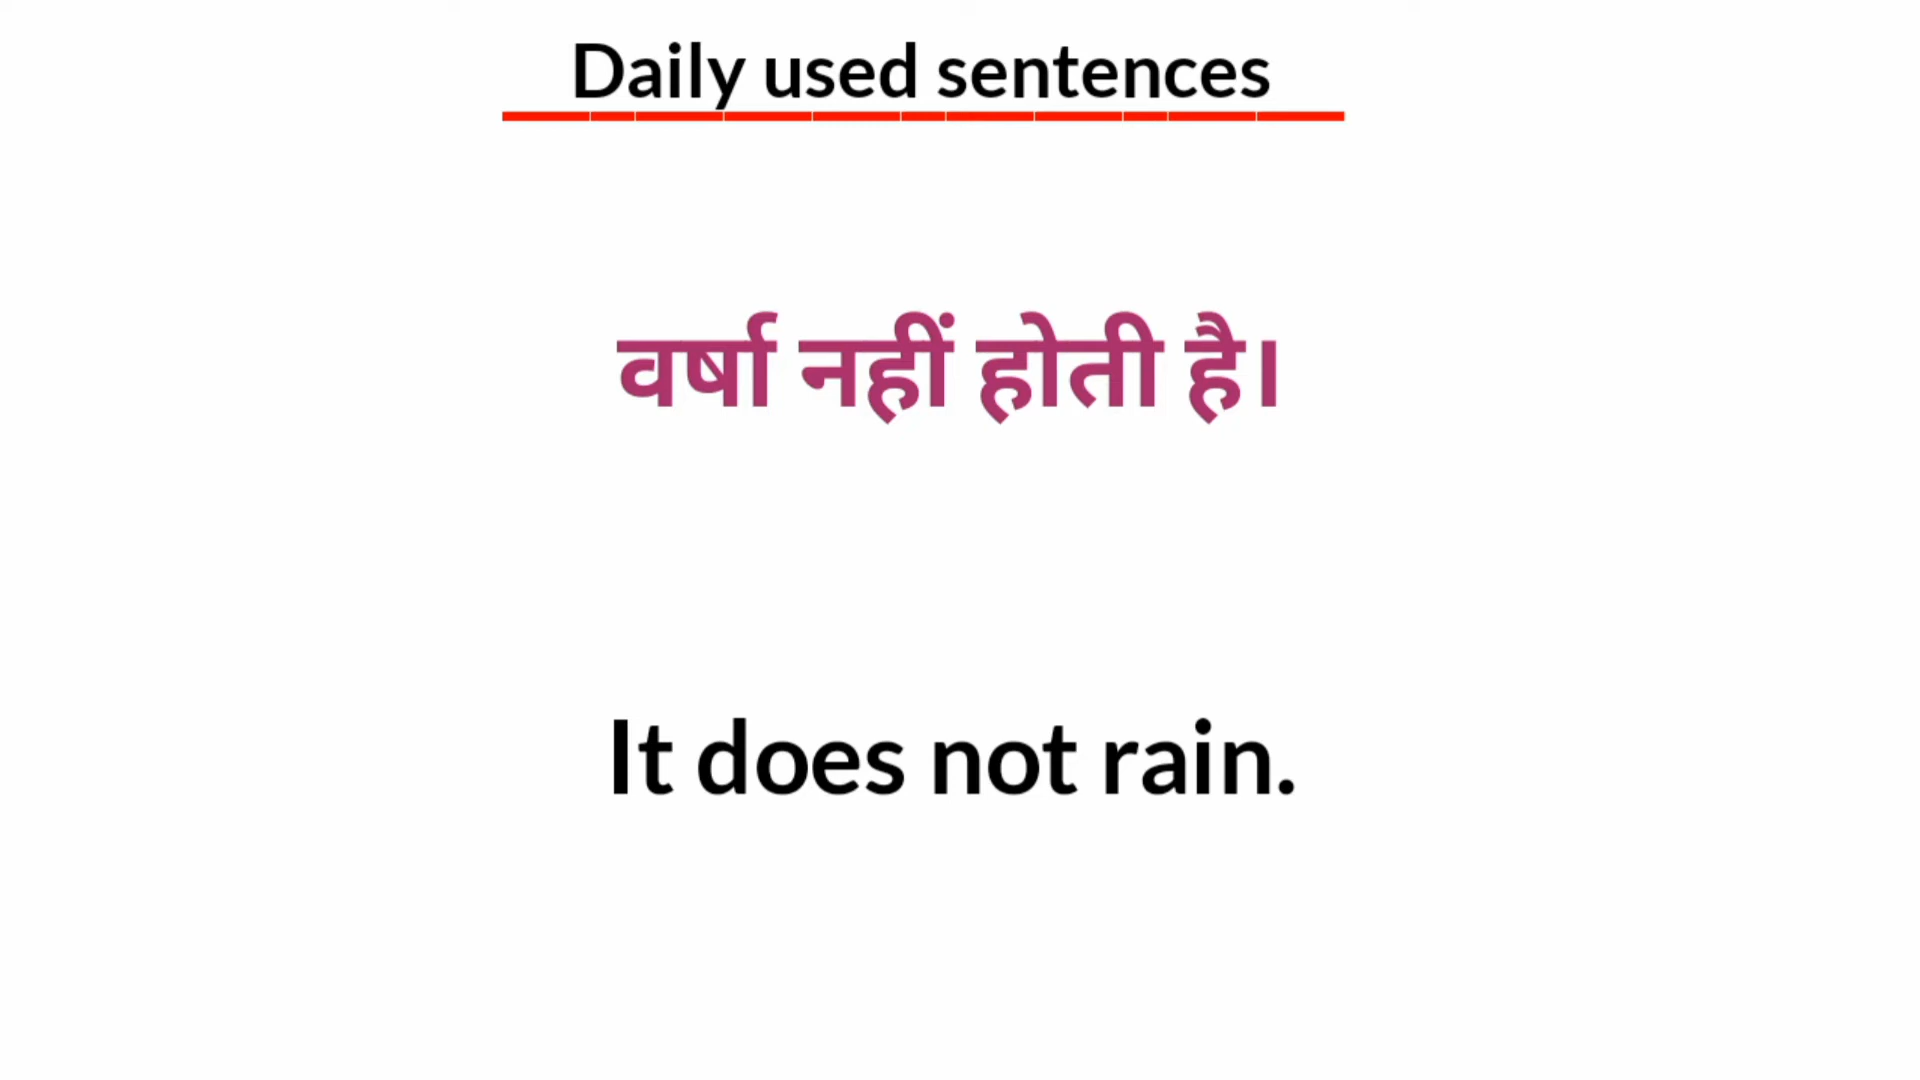 Daily used sentences
वर्षा नहीं होती है।
It does not rain.